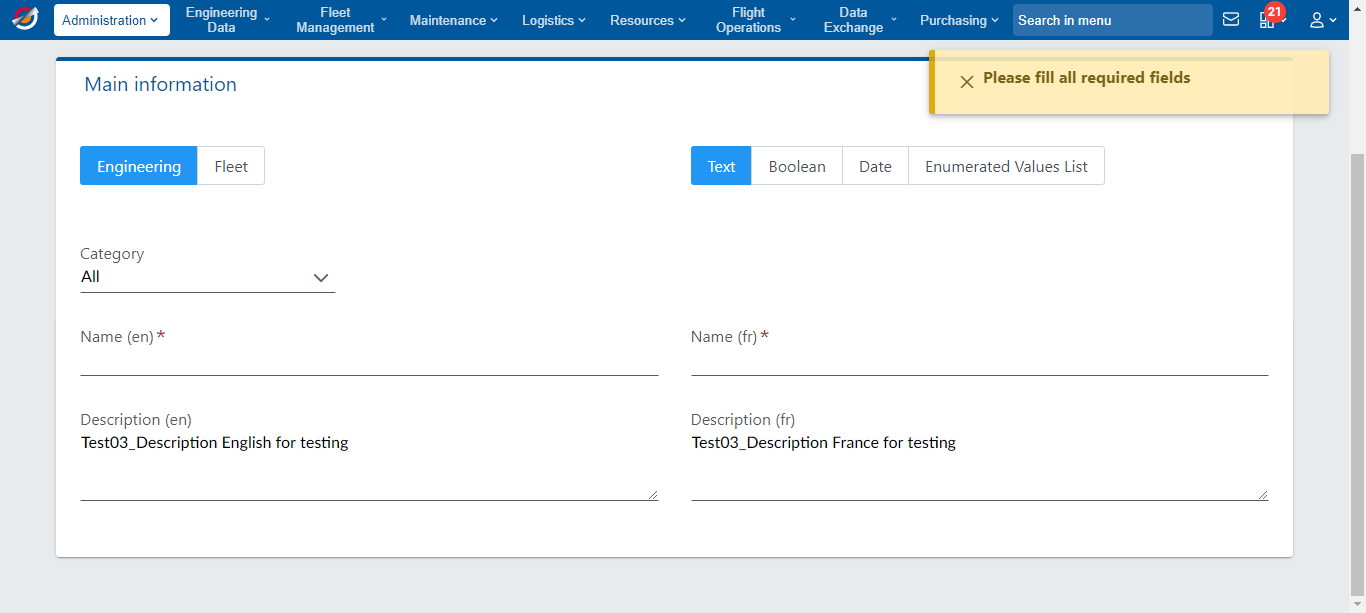 Administration
Engineering Data
Fleet Management
Maintenance
Logistics
Resources
Flight Operations
Data Exchange
Purchasing
Search in menu
21
Please fill all required fields
Main information
Engineering
Fleet
Text
Boolean
Date
Enumerated Values List
Category
All
Name (en) *
Name (fr) *
Description (en)
Test03_Description English for testing
Description (fr)
Test03_Description France for testing